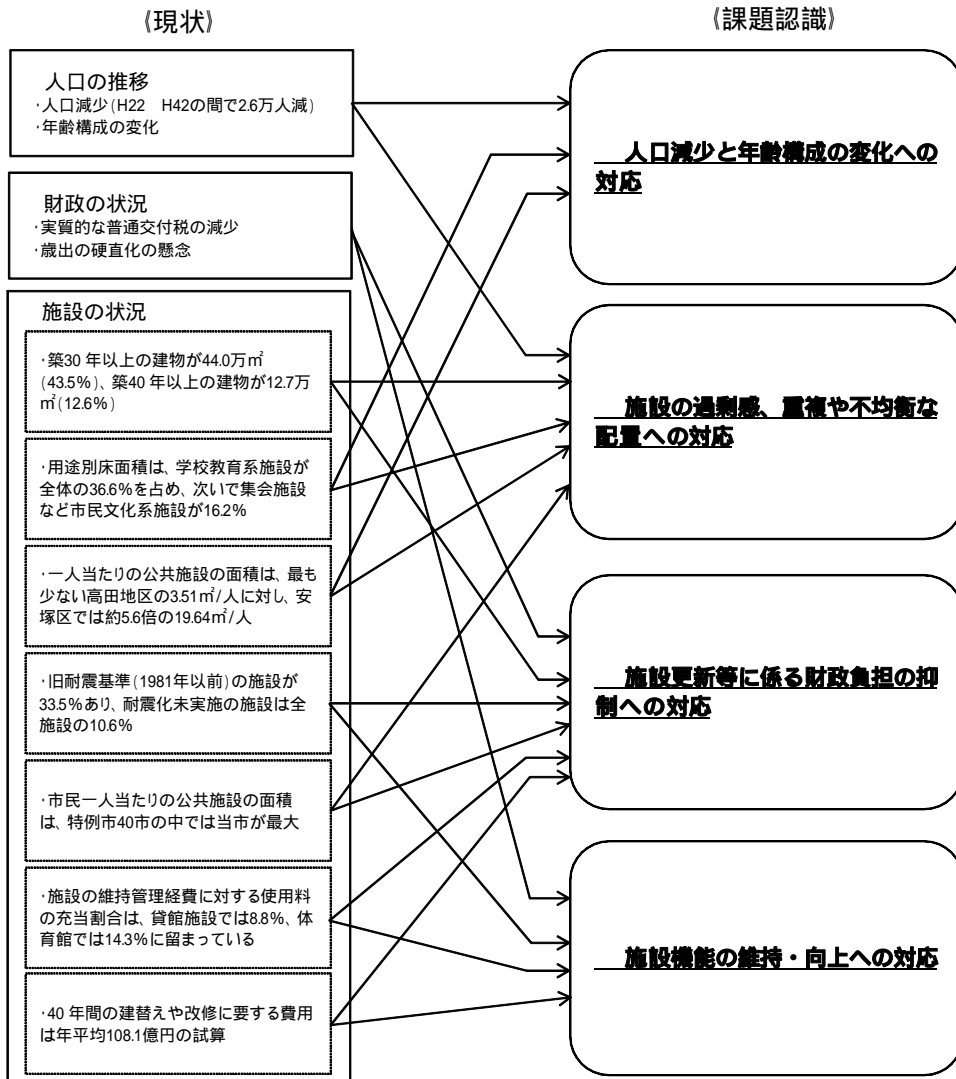 《現状》
《課題認識》
人口の推移
・人口減少(H22　H42の間で2.6万人減)
・年齢構成の変化
財政の状況
・実質的な普通交付税の減少
・歳出の硬直化の懸念
施設の状況
・築30 年以上の建物が44.0万㎡
(43.5%)、築40 年以上の建物が12.7万
㎡(12.6%)
・用途別床面積は、学校教育系施設が
全体の36.6%を占め、次いで集会施設
など市民文化系施設が16.2%
・一人当たりの公共施設の面積は、最も
少ない高田地区の3.51㎡/人に対し、安
塚区では約5.6倍の19.64㎡/人
・旧耐震基準(1981年以前)の施設が
33.5%あり、耐震化未実施の施設は全
施設の10.6%
・市民一人当たりの公共施設の面積
は、特例市40市の中では当市が最大
・施設の維持管理経費に対する使用料
の充当割合は、貸館施設では8.8%、体
育館では14.3%に留まっている
・40 年間の建替えや改修に要する費用
は年平均108.1億円の試算
人口減少と年齢構成の変化への
対応
施設の過剰感、重複や不均衡な
配置への対応
施設更新等に係る財政負担の抑
制への対応
施設機能の維持・向上への対応